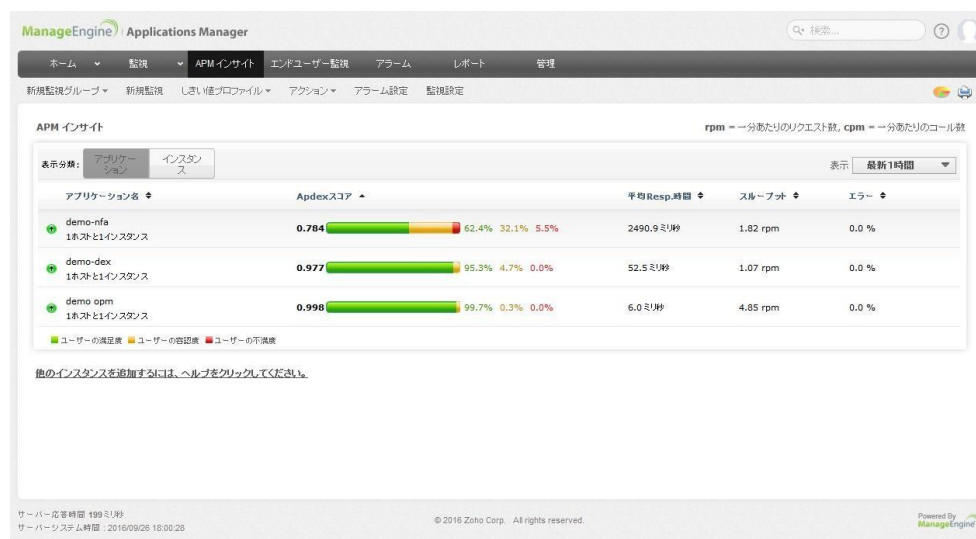 ManageEngine Applications Manager
検索...
?
ホーム 監視 APM インサイト エンドユーザー監視 アラーム レポート 管理
新規監視グループ 新規監視 しきい値プロファイル アクション アラーム設定 監視設定
APM インサイト
rpm = 一分あたりのリクエスト数, cpm = 一分あたりのコール数
表示分類:
アプリケー
ション
インスタン
ス
表示 最新1時間
アプリケーション名 Apdexスコア 平均Resp.時間 スループット エラー
demo-nfa
1ホストと1インスタンス
0.784 62.4% 32.1% 5.5% 2490.9 ミリ秒 1.82 rpm 0.0 %
demo-dex
1ホストと1インスタンス
0.977 95.3% 4.7% 0.0% 52.5 ミリ秒 1.07 rpm 0.0 %
demo opm
1ホストと1インスタンス
0.998 99.7% 0.3% 0.0% 6.0 ミリ秒 4.85 rpm 0.0 %
ユーザーの満足度 ユーザーの容認度 ユーザーの不満度
他のインスタンスを追加するには、ヘルプをクリックしてください。
サーバー応答時間 199 ミリ秒
サーバーシステム時間 : 2016/09/26 18:00:28
© 2016 Zoho Corp. All rights reserved.
Powered By
ManageEngine